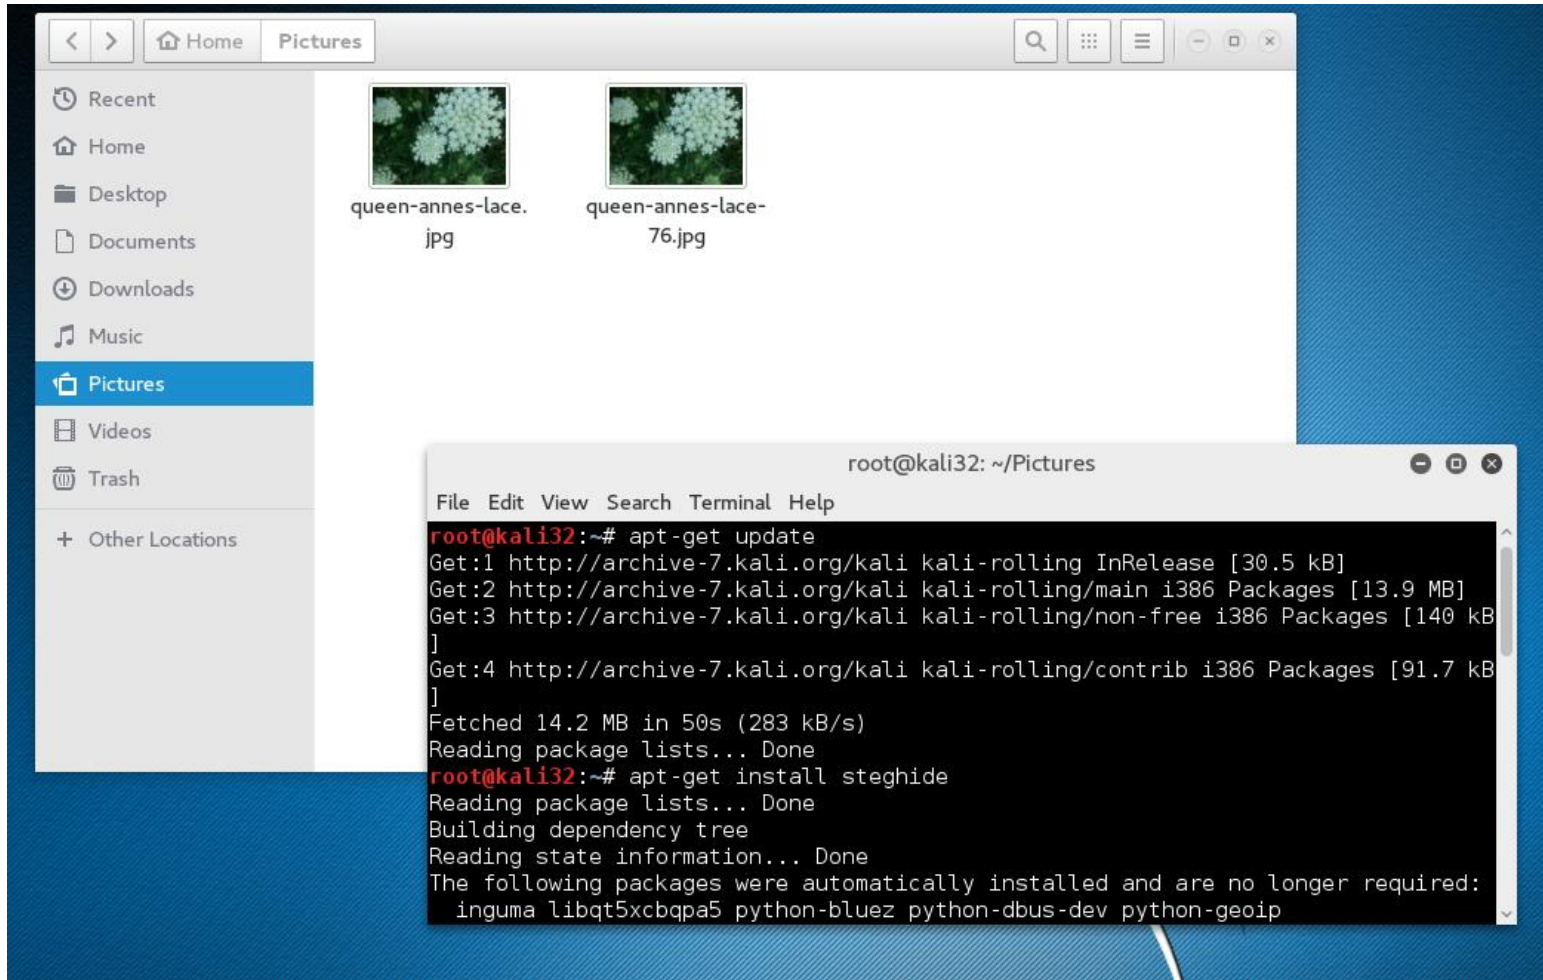 Home Pictures
Recent
Home
Desktop
Documents
Downloads
Music
Pictures
Videos
Trash
Other Locations
queen-annes-lace.
jpg
queen-annes-lace-
76.jpg
root@kali32: ~/Pictures
File Edit View Search Terminal Help
root@kali32:~# apt-get update
Get:1 http://archive-7.kali.org/kali kali-rolling InRelease [30.5 kB]
Get:2 http://archive-7.kali.org/kali kali-rolling/main i386 Packages [13.9 MB]
Get:3 http://archive-7.kali.org/kali kali-rolling/non-free i386 Packages [140 kB
]
Get:4 http://archive-7.kali.org/kali kali-rolling/contrib i386 Packages [91.7 kB
]
Fetched 14.2 MB in 50s (283 kB/s)
Reading package lists... Done
root@kali32:~# apt-get install steghide
Reading package lists... Done
Building dependency tree
Reading state information... Done
The following packages were automatically installed and are no longer required:
inguma libqt5xcbqpa5 python-bluez python-dbus-dev python-geoip